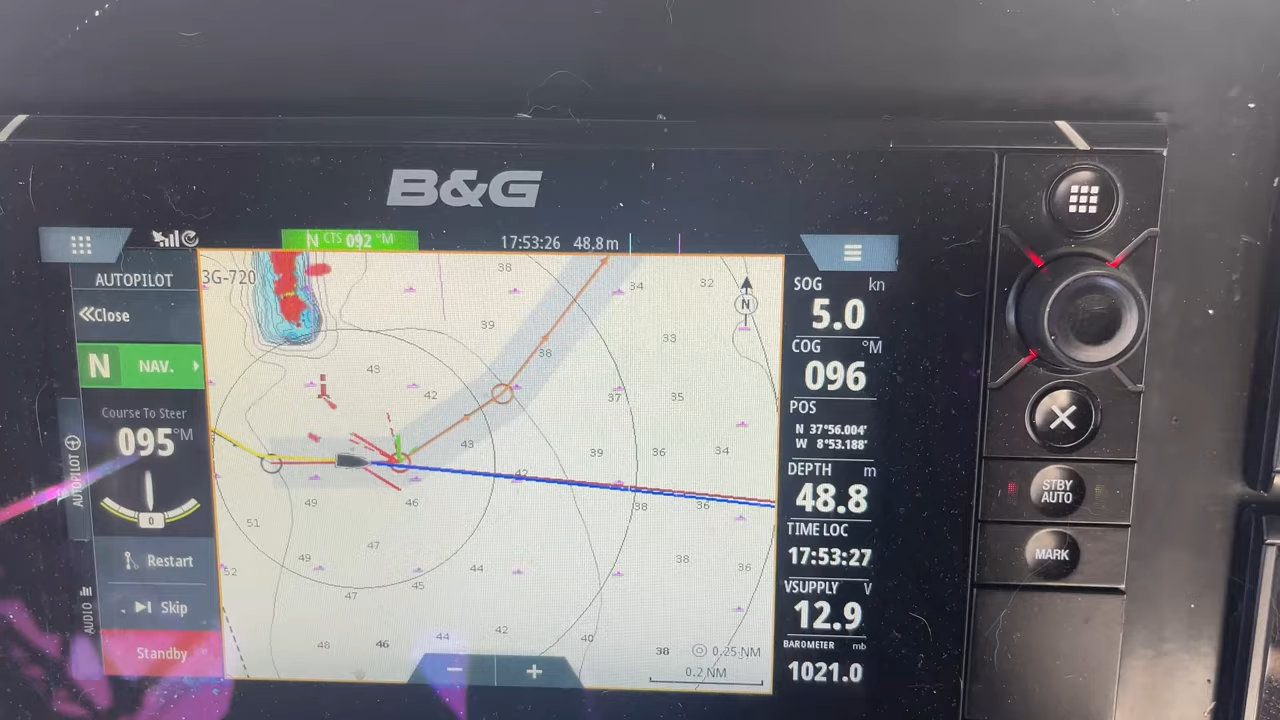 B&G
N CTS 092 °M
17:53:26 48.8m
AUTOPILOT
Close
N NAV.
Course To Steer
095 °M
0
Restart
Skip
Standby
AUTOPILOT
AUDIO
3G-720
38
34
32
N
39
33
38
43
42
37
35
43
39
36
34
42
49
46
38
36
51
47
49
44
38
36
52
45
47
44
42
40
48
46
38
0.25 NM
0.2 NM
SOG kn
5.0
COG °M
096
POS
N 37°56.004'
W 8°53.188'
DEPTH m
48.8
TIME LOC
17:53:27
VSUPPLY V
12.9
BAROMETER mb
1021.0
STBY
AUTO
MARK